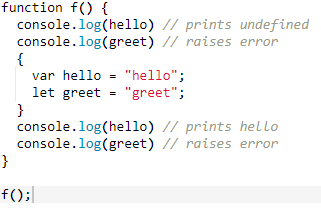 function f() {
  console.log(hello) // prints undefined
  console.log(greet) // raises error
  {
    var hello = "hello";
    let greet = "greet";
  }
  console.log(hello) // prints hello
  console.log(greet) // raises error
}

f();